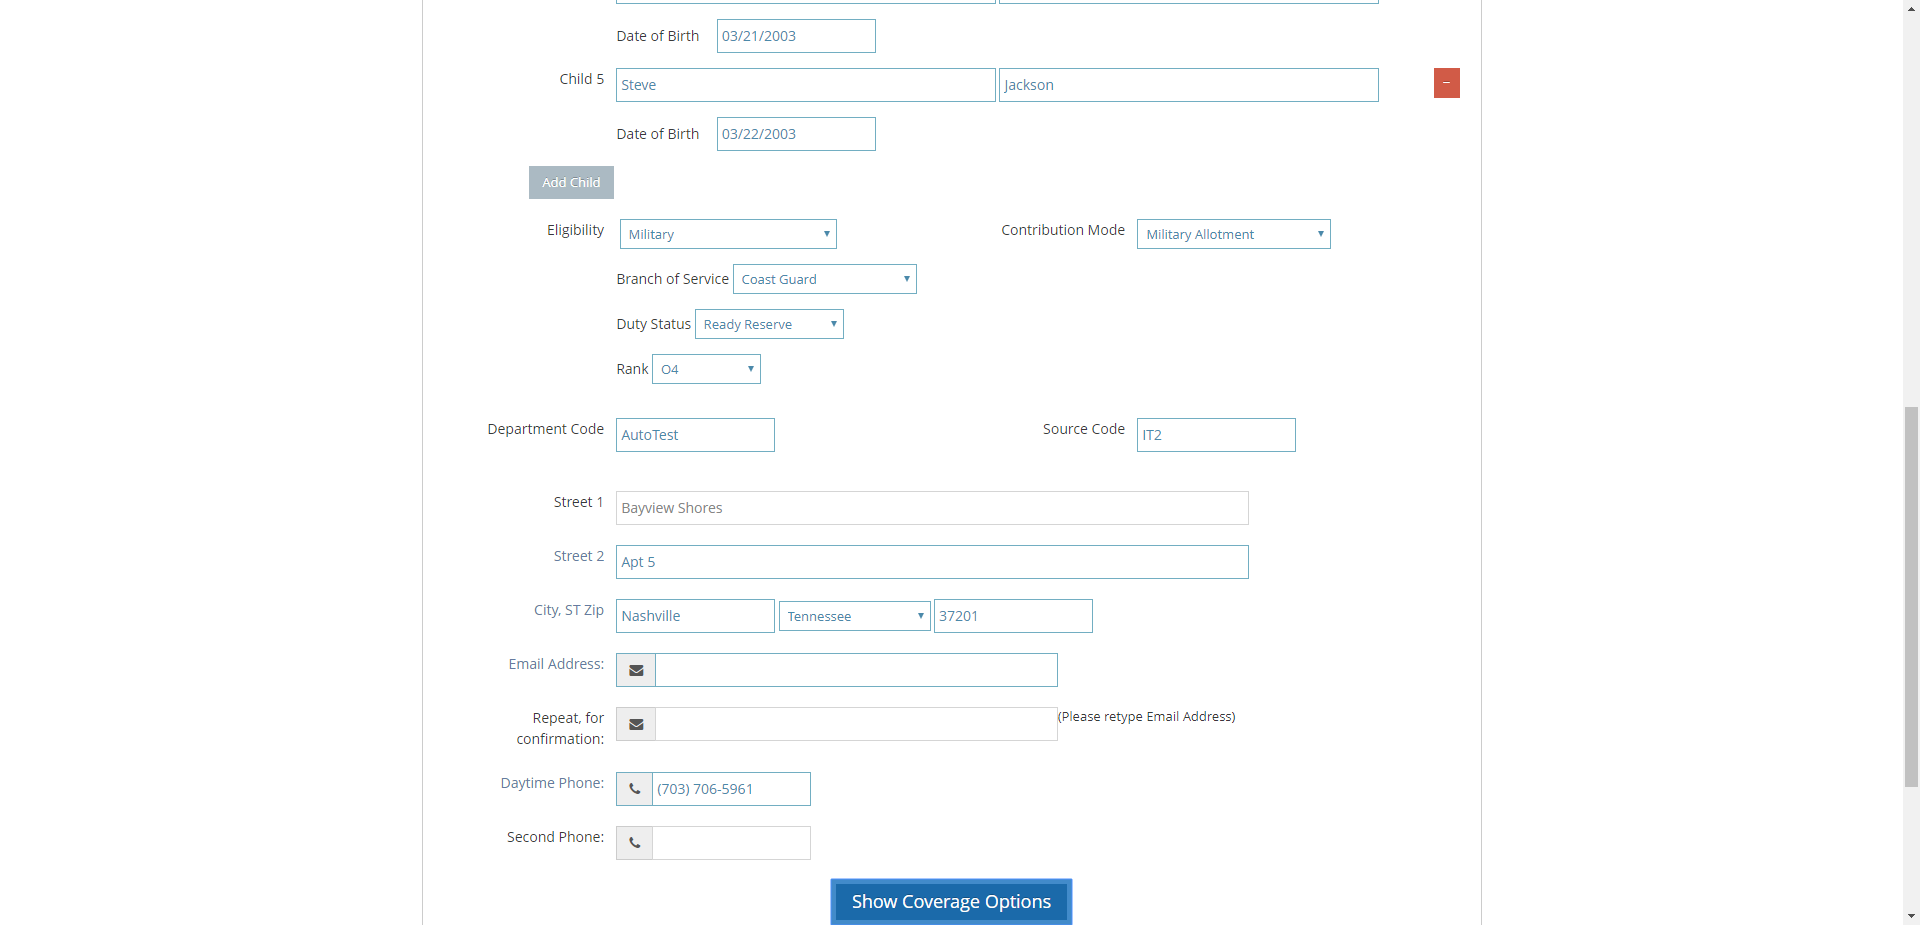 Date of Birth 03/21/2003
Child 5 Steve Jackson −
Date of Birth 03/22/2003
Add Child
Eligibility Military Contribution Mode Military Allotment
Branch of Service Coast Guard
Duty Status Ready Reserve
Rank O4
Department Code AutoTest Source Code IT2
Street 1 Bayview Shores
Street 2 Apt 5
City, ST Zip Nashville Tennessee 37201
Email Address:
Repeat, for (Please retype Email Address)
confirmation:
Daytime Phone: (703) 706-5961
Second Phone:
Show Coverage Options